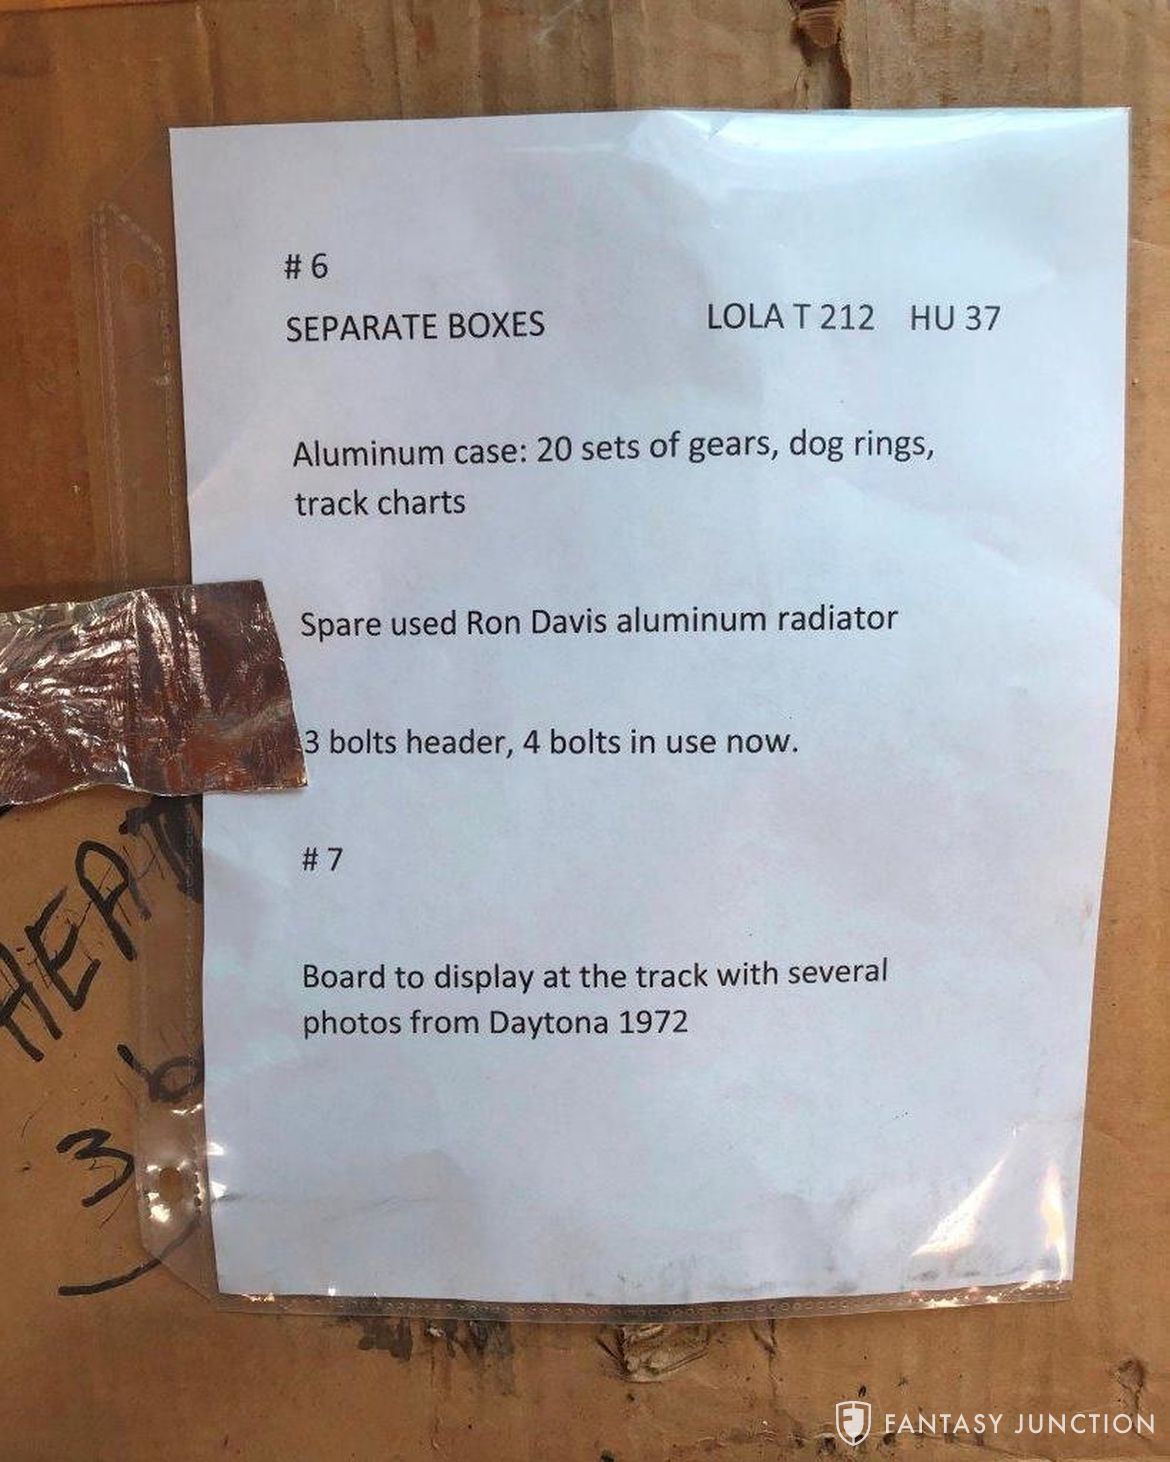 # 6
SEPARATE BOXES LOLA T 212 HU 37
Aluminum case: 20 sets of gears, dog rings,
track charts
Spare used Ron Davis aluminum radiator
3 bolts header, 4 bolts in use now.
# 7
Board to display at the track with several
photos from Daytona 1972
3
FANTASY JUNCTION